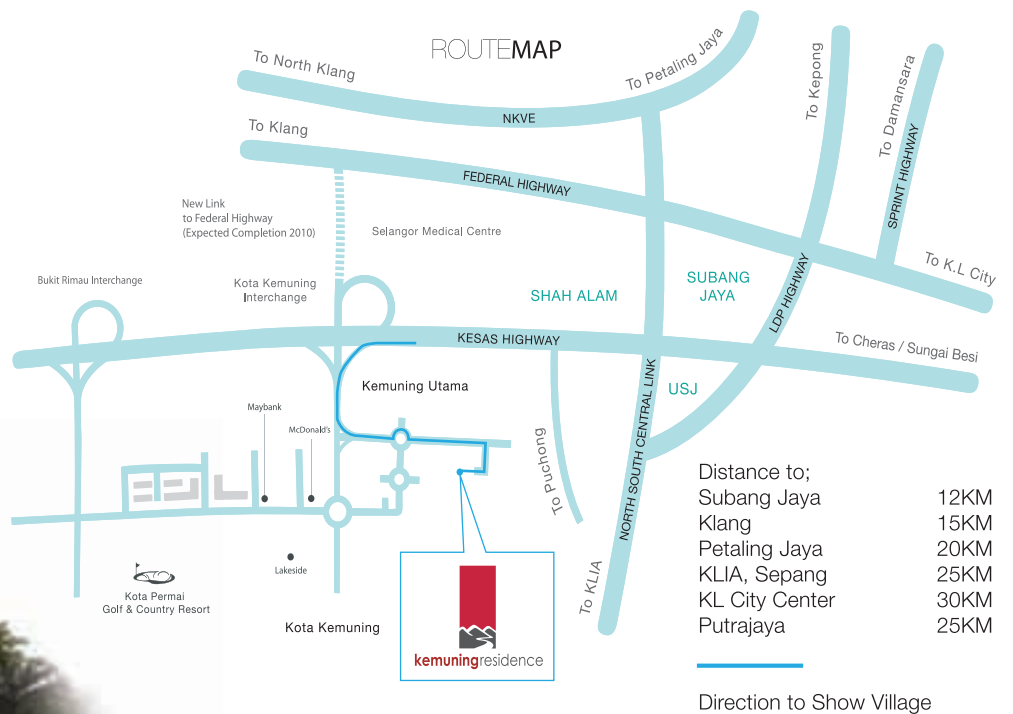 ROUTEMAP
To North Klang
To Petaling Jaya
To Kepong
To Damansara
NKVE
To Klang
FEDERAL HIGHWAY
SPRINT HIGHWAY
New Link
to Federal Highway
(Expected Completion 2010)
Selangor Medical Centre
To K.L City
Bukit Rimau Interchange
Kota Kemuning
Interchange
SHAH ALAM
SUBANG
JAYA
LDP HIGHWAY
KESAS HIGHWAY
To Cheras / Sungai Besi
Kemuning Utama
USJ
NORTH SOUTH CENTRAL LINK
Maybank
McDonald's
To Puchong
Lakeside
To KLIA
Kota Permai
Golf & Country Resort
Kota Kemuning
kemuningresidence
Distance to;
Subang Jaya 12KM
Klang 15KM
Petaling Jaya 20KM
KLIA, Sepang 25KM
KL City Center 30KM
Putrajaya 25KM
Direction to Show Village